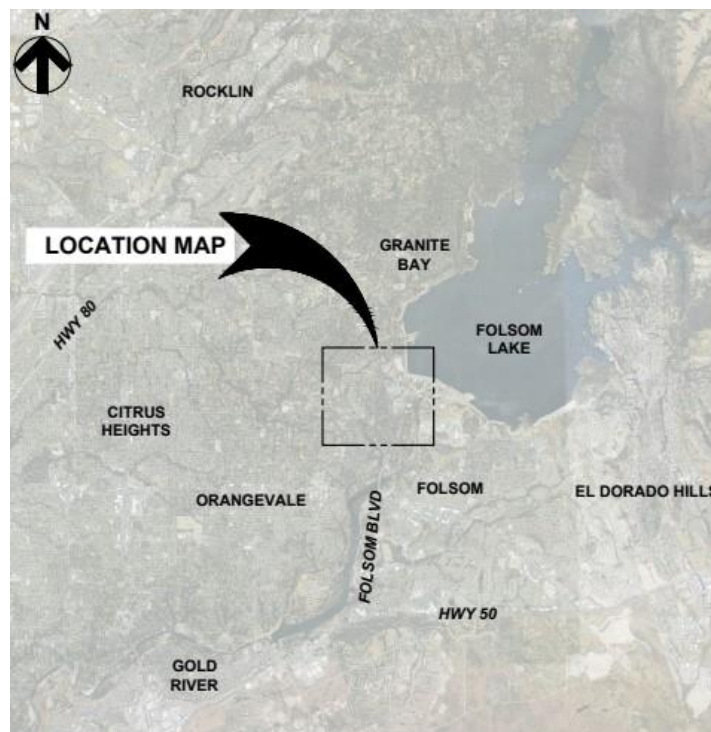 N
ROCKLIN
LOCATION MAP
GRANITE
BAY
HWY 80
FOLSOM
LAKE
CITRUS
HEIGHTS
ORANGEVALE
FOLSOM BLVD
FOLSOM
EL DORADO HILLS
HWY 50
GOLD
RIVER